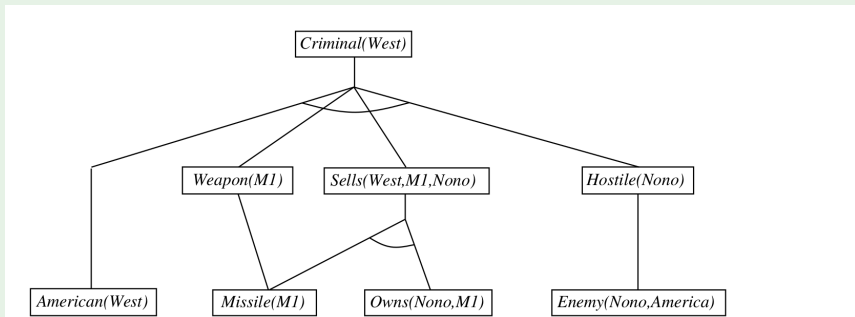 Criminal(West)
Weapon(M1) Sells(West,M1,Nono) Hostile(Nono)
American(West) Missile(M1) Owns(Nono,M1) Enemy(Nono,America)